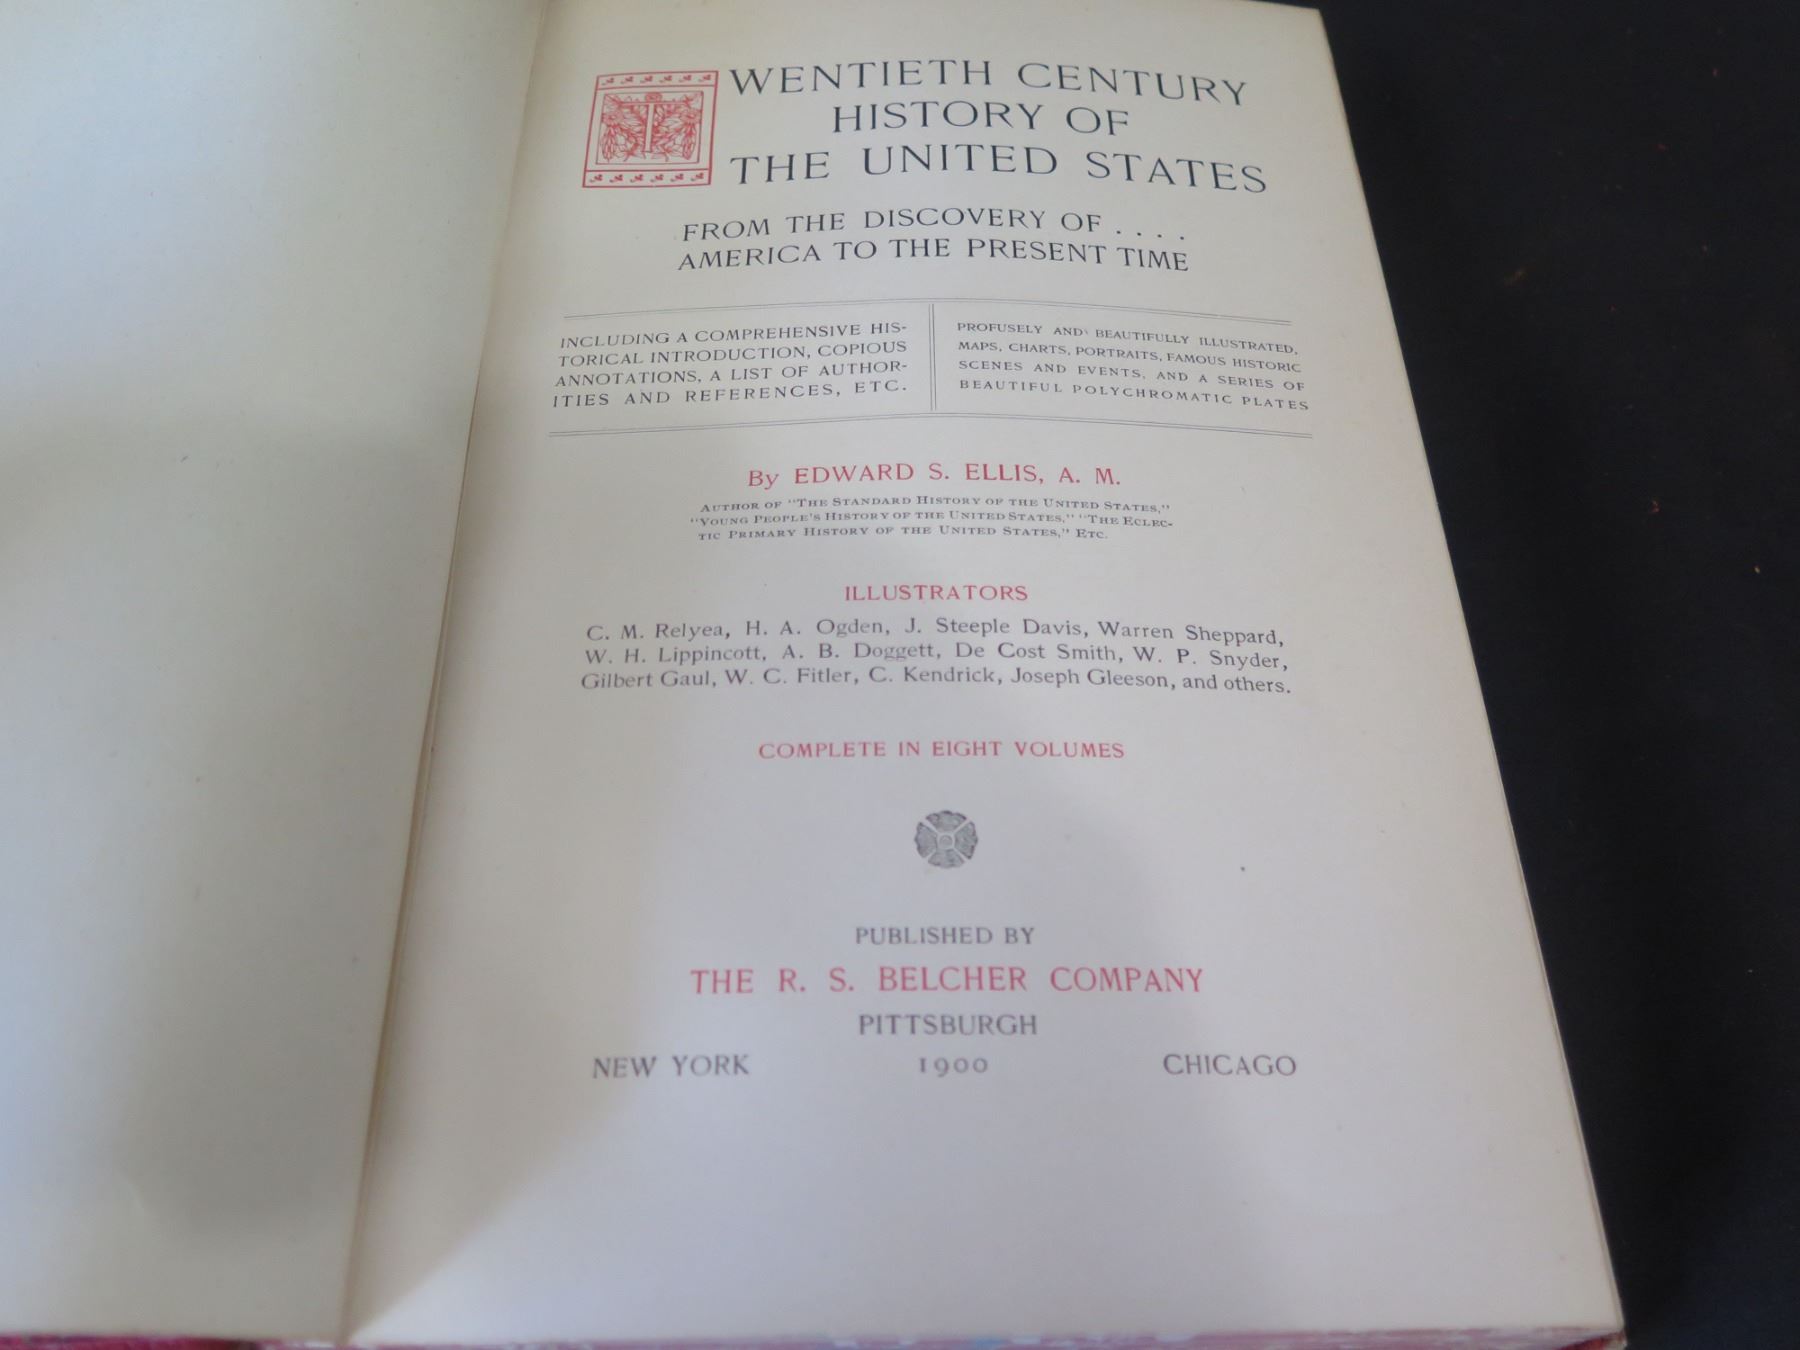 TWENTIETH CENTURY
HISTORY OF
THE UNITED STATES
FROM THE DISCOVERY OF . . . .
AMERICA TO THE PRESENT TIME
INCLUDING A COMPREHENSIVE HIS-
TORICAL INTRODUCTION, COPIOUS
ANNOTATIONS, A LIST OF AUTHOR-
ITIES AND REFERENCES, ETC.
PROFUSELY AND BEAUTIFULLY ILLUSTRATED,
MAPS, CHARTS, PORTRAITS, FAMOUS HISTORIC
SCENES AND EVENTS, AND A SERIES OF
BEAUTIFUL POLYCHROMATIC PLATES
By EDWARD S. ELLIS, A. M.
AUTHOR OF "THE STANDARD HISTORY OF THE UNITED STATES,"
"YOUNG PEOPLE'S HISTORY OF THE UNITED STATES," "THE ECLEC-
TIC PRIMARY HISTORY OF THE UNITED STATES," ETC.
ILLUSTRATORS
C. M. Relyea, H. A. Ogden, J. Steeple Davis, Warren Sheppard,
W. H. Lippincott, A. B. Doggett, De Cost Smith, W. P. Snyder,
Gilbert Gaul, W. C. Fitler, C. Kendrick, Joseph Gleeson, and others.
COMPLETE IN EIGHT VOLUMES
PUBLISHED BY
THE R. S. BELCHER COMPANY
PITTSBURGH
NEW YORK 1900 CHICAGO